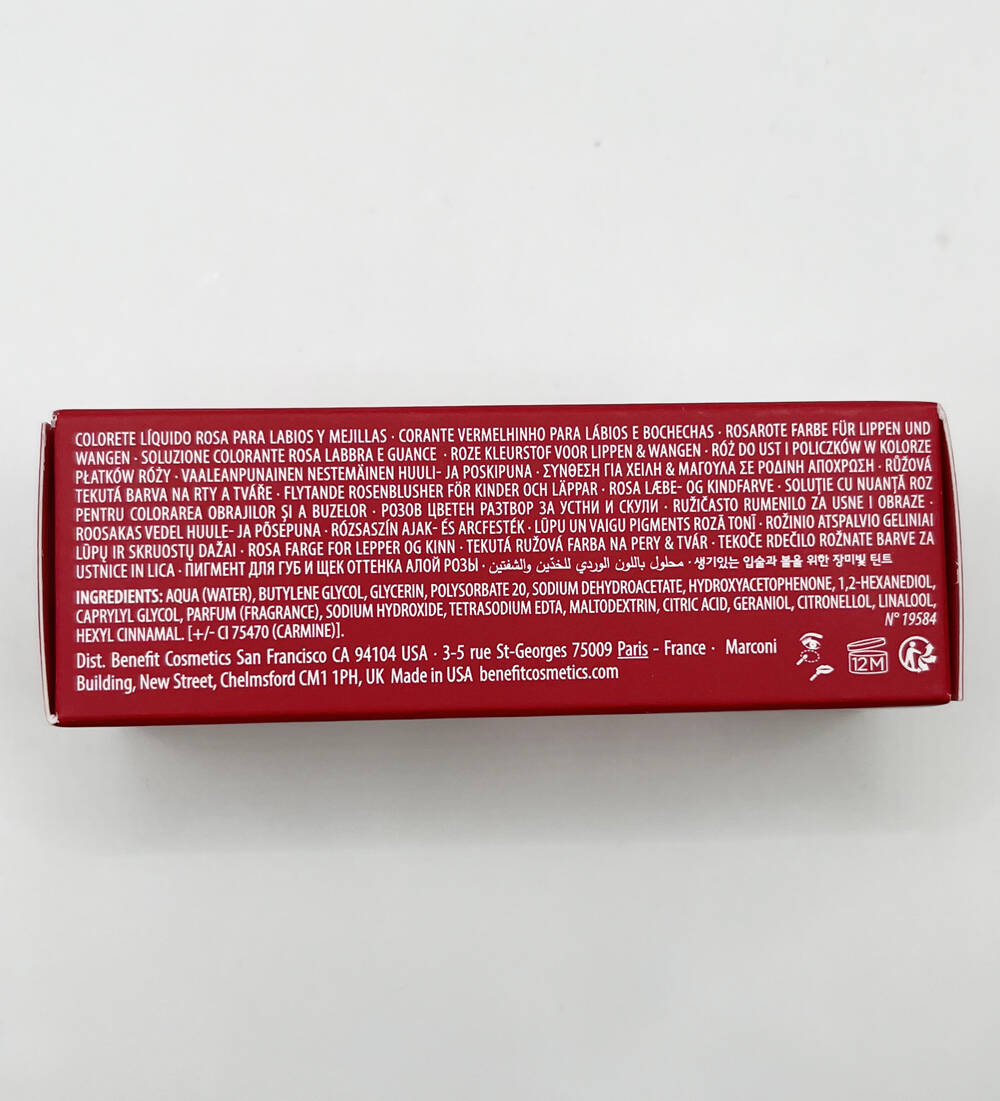 COLORETE LÍQUIDO ROSA PARA LABIOS Y MEJILLAS · CORANTE VERMELHINHO PARA LÁBIOS E BOCHECHAS · ROSAROTE FARBE FÜR LIPPEN UND
WANGEN · SOLUZIONE COLORANTE ROSA LABBRA E GUANCE · ROZE KLEURSTOF VOOR LIPPEN & WANGEN · RÓŻ DO UST I POLICZKÓW W KOLORZE
PŁATKÓW RÓŻY · VAALEANPUNAINEN NESTEMÄINEN HUULI- JA POSKIPUNA · ΣΥΝΘΕΣΗ ΓΙΑ ΧΕΙΛΗ & ΜΑΓΟΥΛΑ ΣΕ ΡΟΔΙΝΗ ΑΠΟΧΡΩΣΗ · RŮŽOVÁ
TEKUTÁ BARVA NA RTY A TVÁŘE · FLYTANDE ROSENBLUSHER FÖR KINDER OCH LÄPPAR · ROSA LÆBE- OG KINDFARVE · SOLUȚIE CU NUANȚĂ ROZ
PENTRU COLORAREA OBRAJILOR ȘI A BUZELOR · РОЗОВ ЦВЕТЕН РАЗТВОР ЗА УСТНИ И СКУЛИ · RUŽIČASTO RUMENILO ZA USNE I OBRAZE ·
ROOSAKAS VEDEL HUULE- JA PÕSEPUNA · RÓZSASZÍN AJAK- ÉS ARCFESTÉK · LŪPU UN VAIGU PIGMENTS ROZĀ TONĪ · ROŽINIO ATSPALVIO GELINIAI
LŪPŲ IR SKRUOSTŲ DAŽAI · ROSA FARGE FOR LEPPER OG KINN · TEKUTÁ RUŽOVÁ FARBA NA PERY & TVÁR · TEKOČE RDEČILO ROŽNATE BARVE ZA
USTNICE IN LICA · ПИГМЕНТ ДЛЯ ГУБ И ЩЕК ОТТЕНКА АЛОЙ РОЗЫ · محلول باللون الوردي للخدّين والشفتين · 생기있는 입술과 볼을 위한 장미빛 틴트
INGREDIENTS: AQUA (WATER), BUTYLENE GLYCOL, GLYCERIN, POLYSORBATE 20, SODIUM DEHYDROACETATE, HYDROXYACETOPHENONE, 1,2-HEXANEDIOL,
CAPRYLYL GLYCOL, PARFUM (FRAGRANCE), SODIUM HYDROXIDE, TETRASODIUM EDTA, MALTODEXTRIN, CITRIC ACID, GERANIOL, CITRONELLOL, LINALOOL,
HEXYL CINNAMAL. [+/- CI 75470 (CARMINE)].
N° 19584
Dist. Benefit Cosmetics San Francisco CA 94104 USA · 3-5 rue St-Georges 75009 Paris - France · Marconi
Building, New Street, Chelmsford CM1 1PH, UK Made in USA benefitcosmetics.com
12M